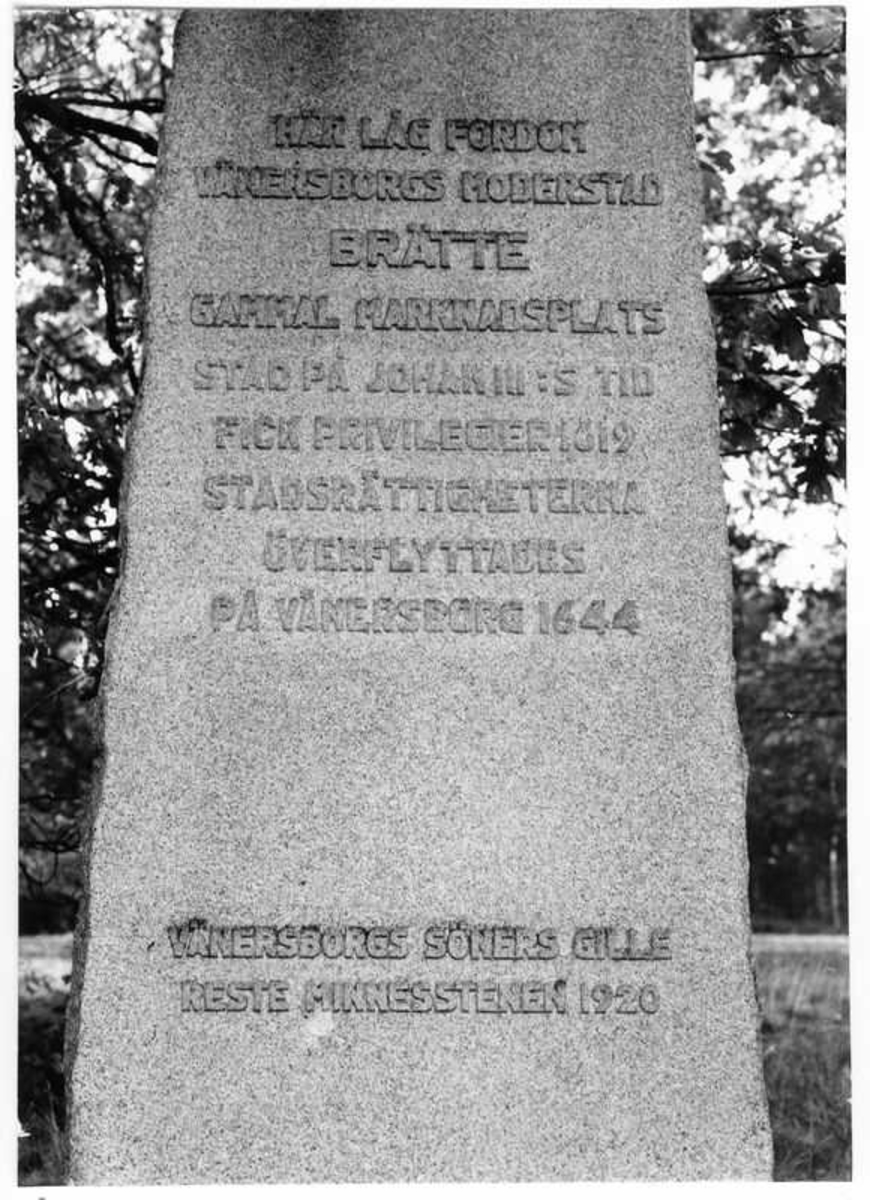 HÄR LÅG FORDOM
VÄNERSBORGS MODERSTAD
BRÄTTE
GAMMAL MARKNADSPLATS
STAD PÅ JOHAN III:S TID
FICK PRIVILEGIER 1619
STADSRÄTTIGHETERNA
ÖVERFLYTTADES
PÅ VÄNERSBORG 1644
VÄNERSBORGS SÖNERS GILLE
RESTE MINNESSTENEN 1920